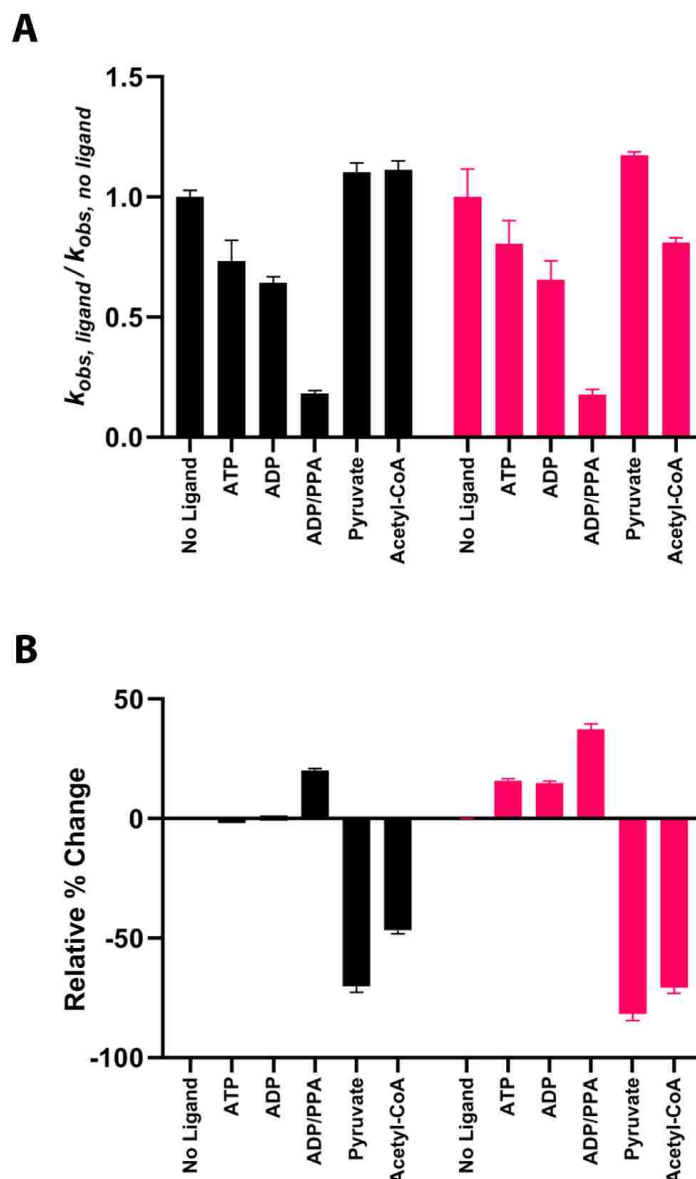 A
k_obs, ligand / k_obs, no ligand
1.5
1.0
0.5
0.0
No Ligand
ATP
ADP
ADP/PPA
Pyruvate
Acetyl-CoA
No Ligand
ATP
ADP
ADP/PPA
Pyruvate
Acetyl-CoA
B
Relative % Change
50
0
-50
-100
No Ligand
ATP
ADP
ADP/PPA
Pyruvate
Acetyl-CoA
No Ligand
ATP
ADP
ADP/PPA
Pyruvate
Acetyl-CoA